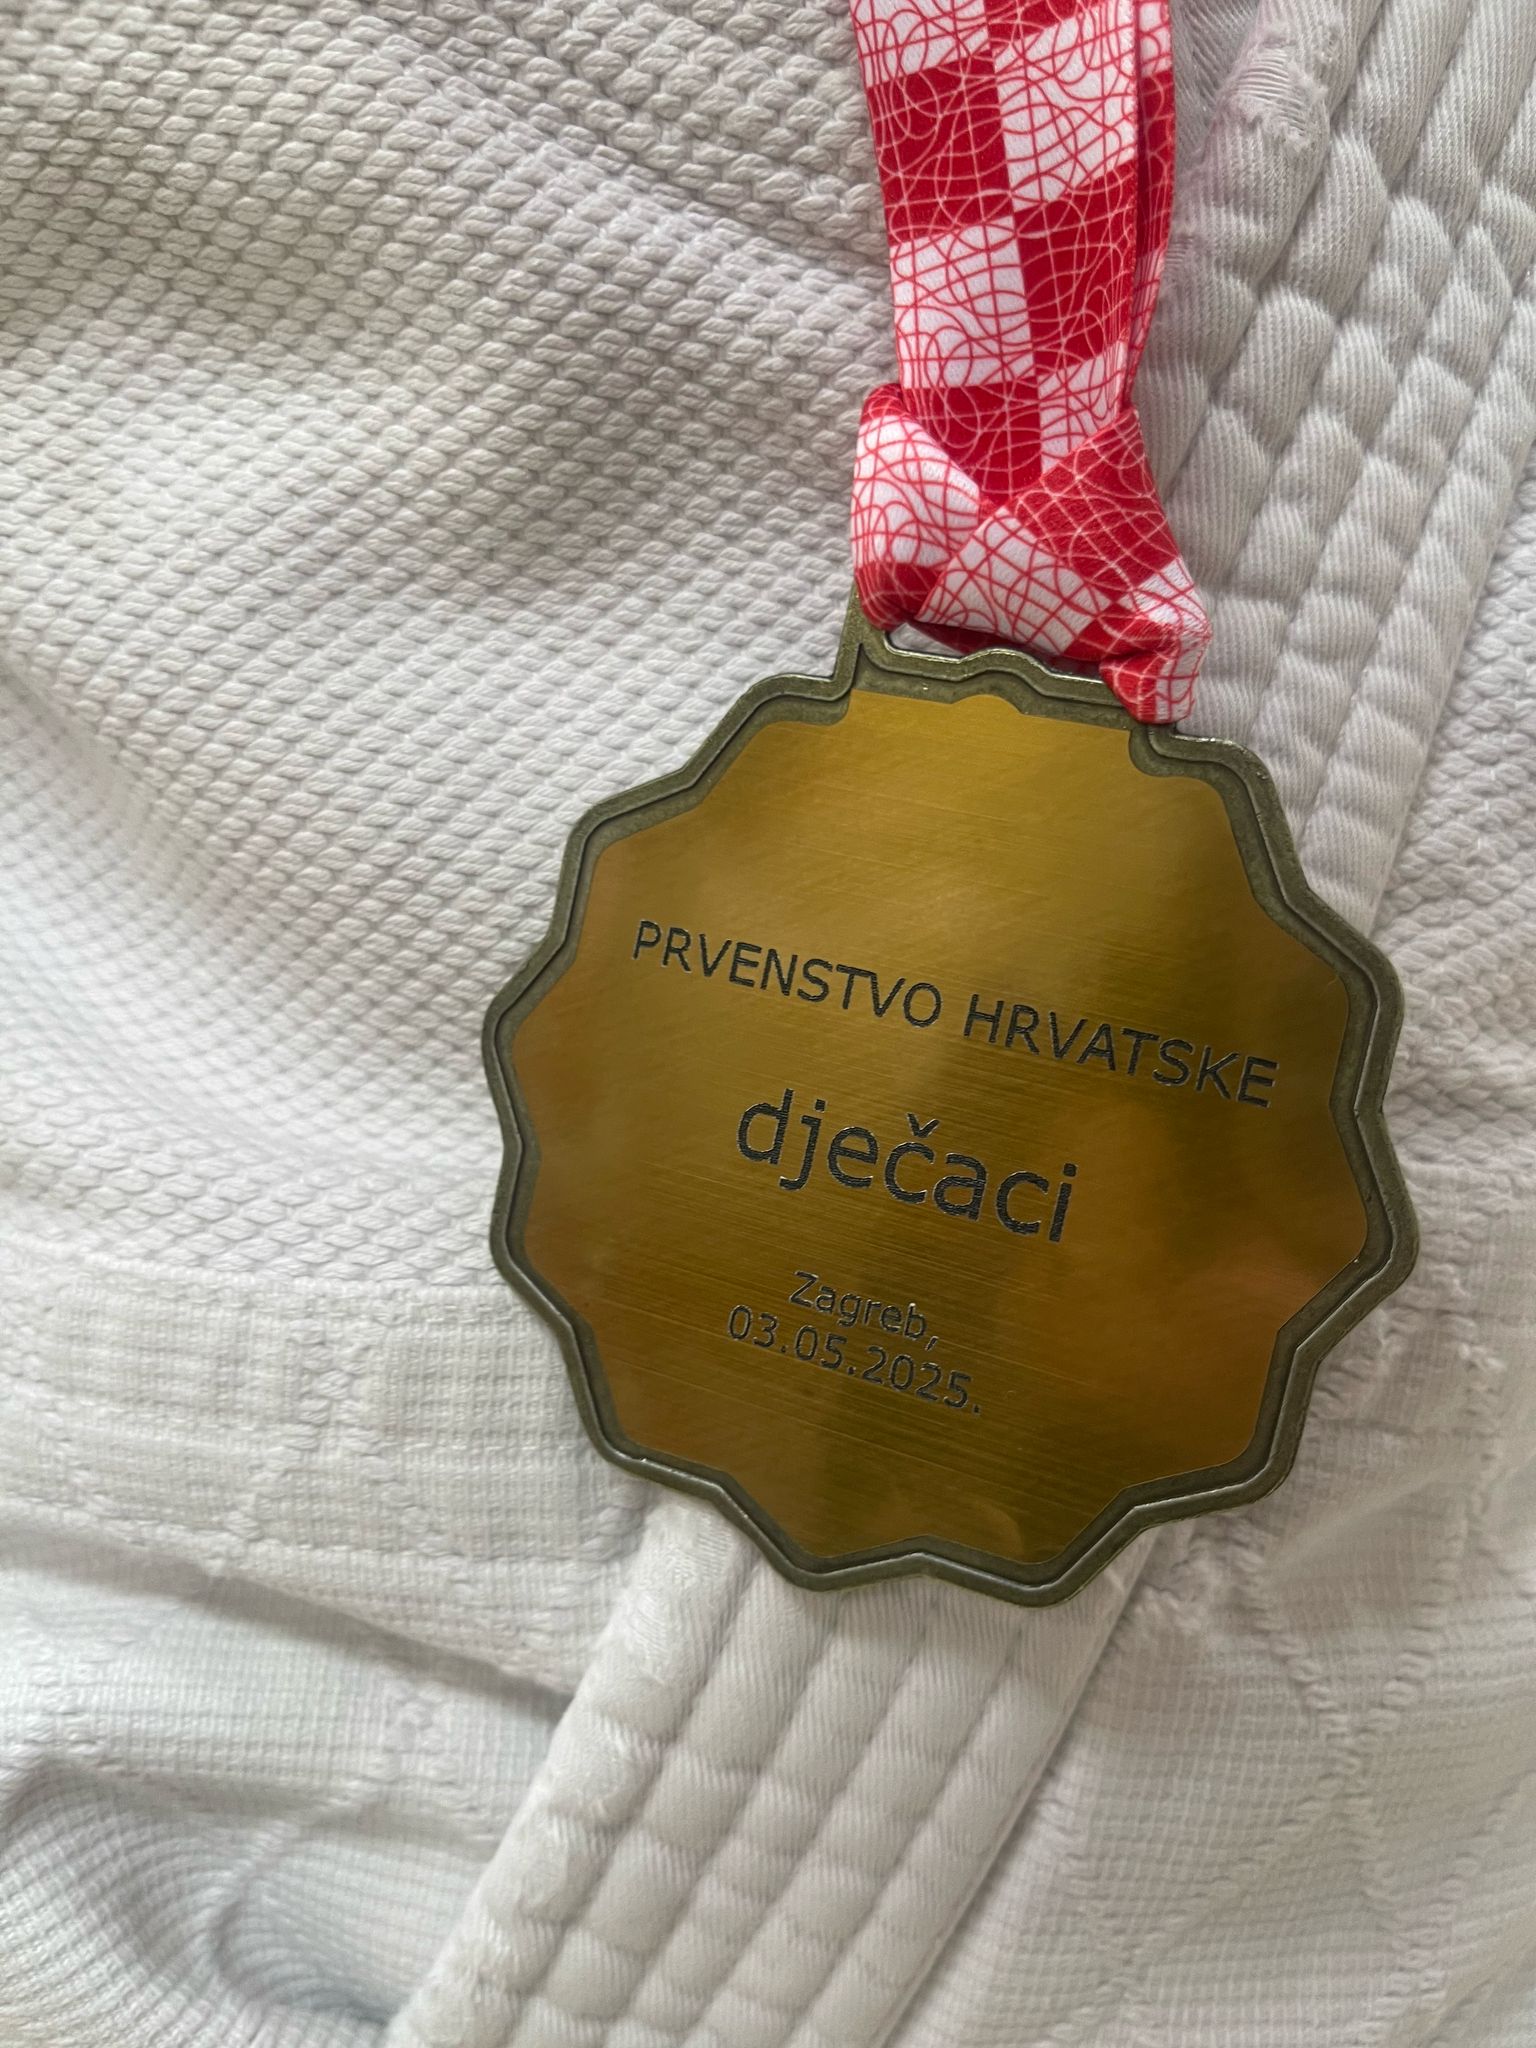 PRVENSTVO HRVATSKE
dječaci
Zagreb,
03.05.2025.